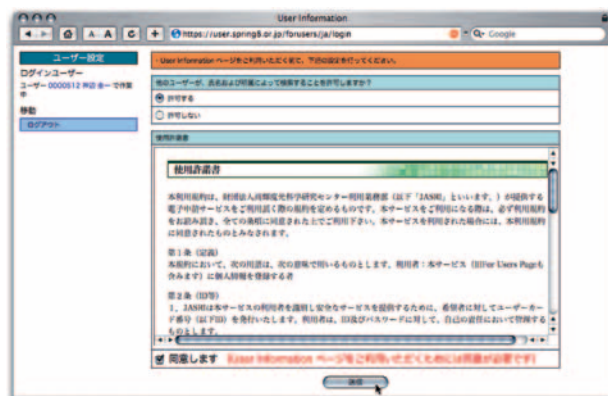 User Information
A A
https://user.spring8.or.jp/forusers/ja/login
Google
ユーザー設定
ログインユーザー
ユーザー 0000512 で作業中
移動
ログアウト
・User Information ページをご利用いただく前に、下記の設定を行ってください。
他のユーザーが、氏名および所属によって検索することを許可しますか?
許可する
許可しない
使用許諾書
使用許諾書
本利用規約は、財団法人高輝度光科学研究センター利用業務部(以下「JASRI」といいます。)が提供する
電子申請サービスをご利用頂く際の規約を定めるものです。本サービスをご利用になる際は、必ず利用規約
をお読み頂き、全ての条項に同意された上でご利用下さい。本サービスを利用された場合には、本利用規約
に同意されたものとみなされます。
第1条(定義)
本規約において、次の用語は、次の意味で用いるものとします。利用者:本サービス(旧For Users Pageも
含みます)に個人情報を登録する者
第2条(ID等)
1、JASRIは本サービスの利用者を識別し安全なサービスを提供するために、希望者に対してユーザーカー
ド番号(以下ID)を発行いたします。利用者は、ID及びパスワードに対して、自己の責任において管理する
ものとします。
同意します (User Information ページをご利用いただくためには同意が必要です)
送信